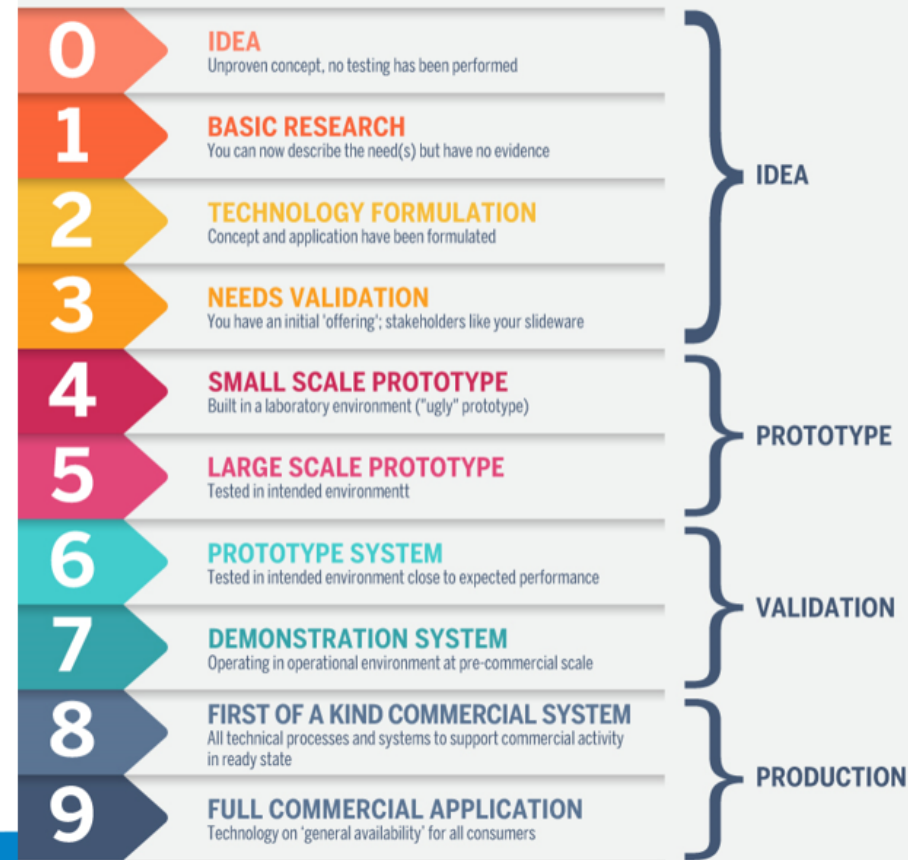 0
IDEA
Unproven concept, no testing has been performed
1
BASIC RESEARCH
You can now describe the need(s) but have no evidence
2
TECHNOLOGY FORMULATION
Concept and application have been formulated
3
NEEDS VALIDATION
You have an initial 'offering'; stakeholders like your slideware
IDEA
4
SMALL SCALE PROTOTYPE
Built in a laboratory environment ("ugly" prototype)
5
LARGE SCALE PROTOTYPE
Tested in intended environmentt
PROTOTYPE
6
PROTOTYPE SYSTEM
Tested in intended environment close to expected performance
7
DEMONSTRATION SYSTEM
Operating in operational environment at pre-commercial scale
VALIDATION
8
FIRST OF A KIND COMMERCIAL SYSTEM
All technical processes and systems to support commercial activity
in ready state
9
FULL COMMERCIAL APPLICATION
Technology on 'general availability' for all consumers
PRODUCTION